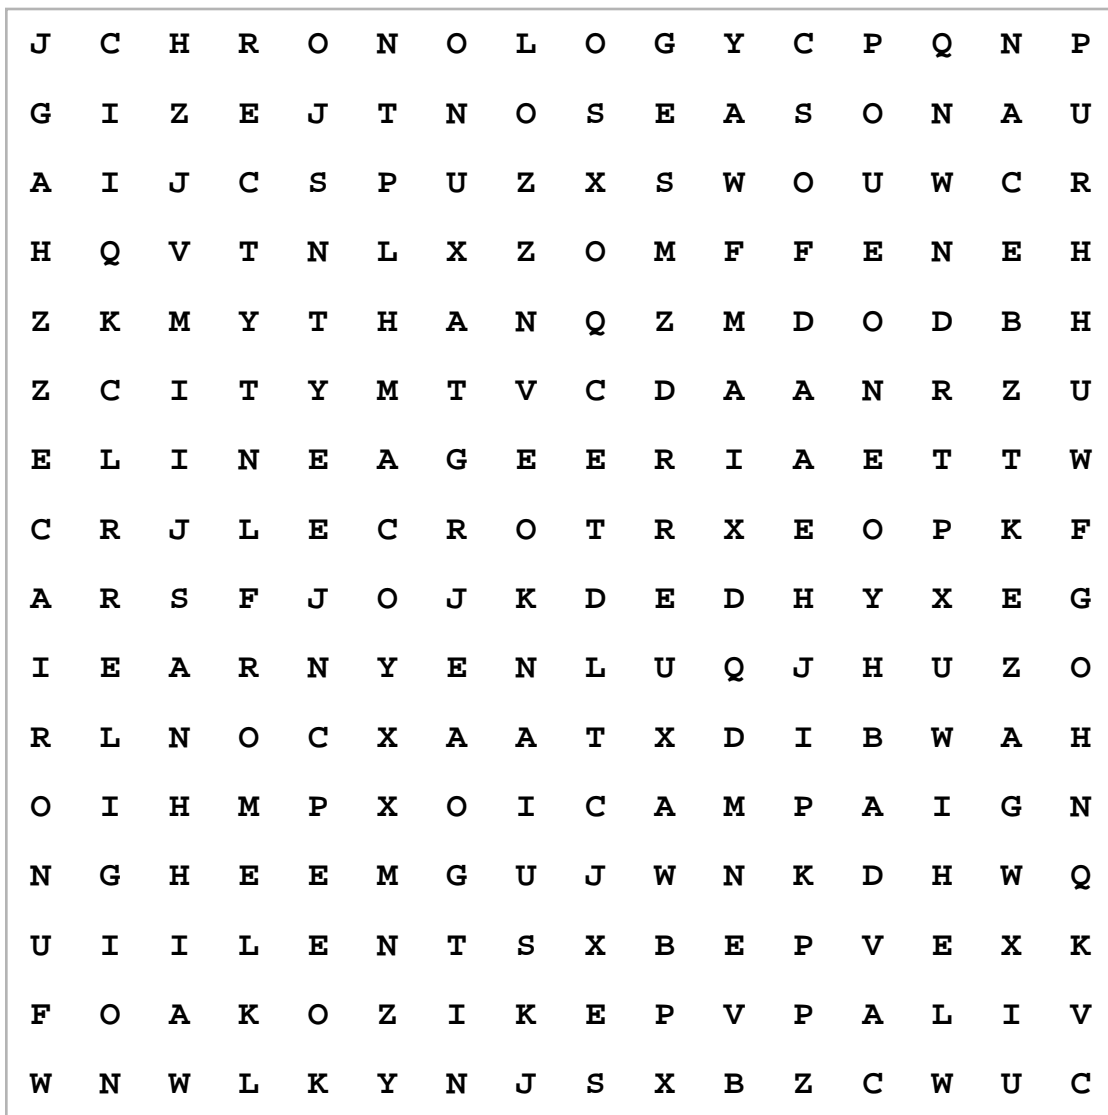 J C H R O N O L O G Y C P Q N P
G I Z E J T N O S E A S O N A U
A I J C S P U Z X S W O U W C R
H Q V T N L X Z O M F F E N E H
Z K M Y T H A N Q Z M D O D B H
Z C I T Y M T V C D A A N R Z U
E L I N E A G E E R I A E T T W
C R J L E C R O T R X E O P K F
A R S F J O J K D E D H Y X E G
I E A R N Y E N L U Q J H U Z O
R L N O C X A A T X D I B W A H
O I H M P X O I C A M P A I G N
N G H E E M G U J W N K D H W Q
U I I L E N T S X B E P V E X K
F O A K O Z I K E P V P A L I V
W N W L K Y N J S X B Z C W U C